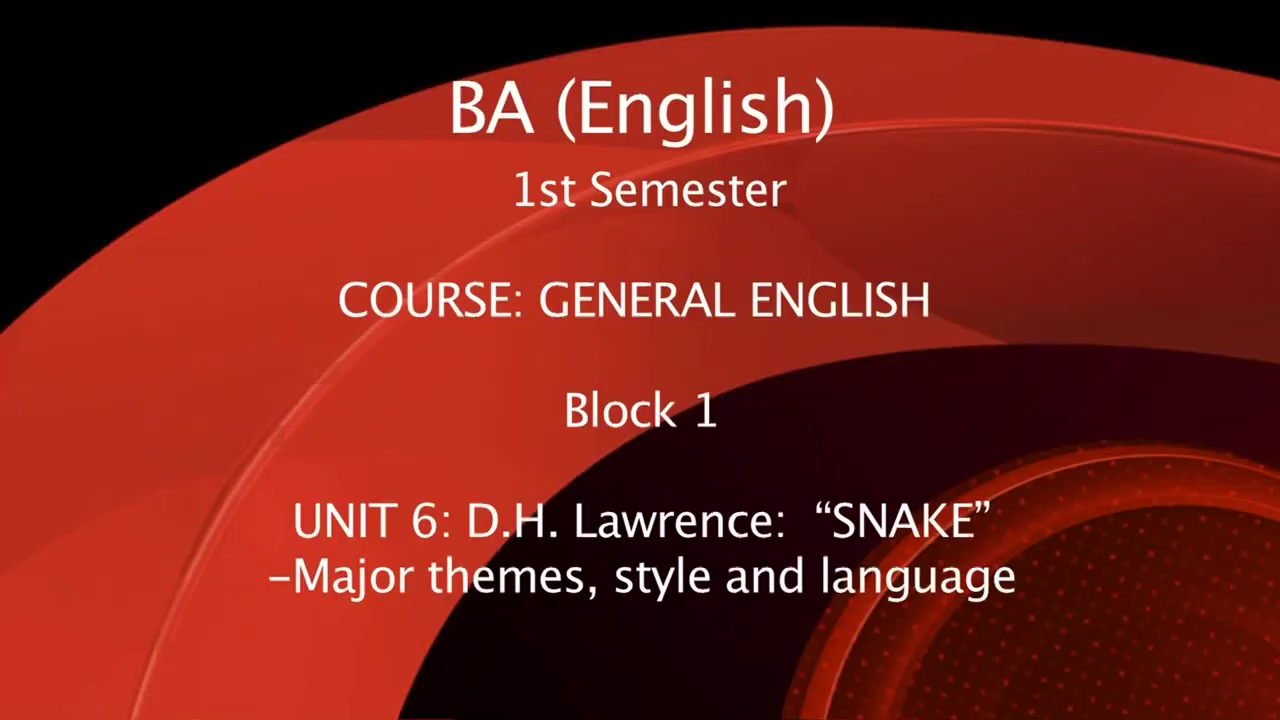 BA (English)
1st Semester
COURSE: GENERAL ENGLISH
Block 1
UNIT 6: D.H. Lawrence:  “SNAKE”
–Major themes, style and language